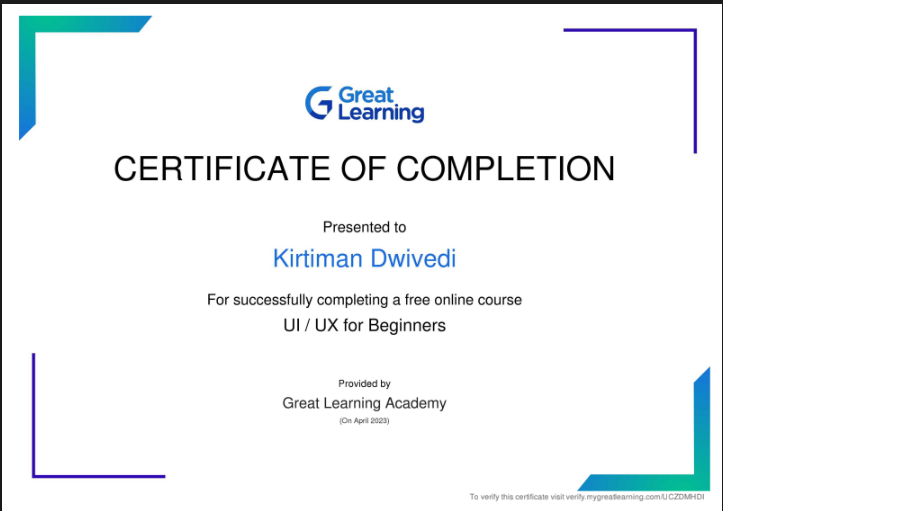 Great
Learning
CERTIFICATE OF COMPLETION
Presented to
Kirtiman Dwivedi
For successfully completing a free online course
UI / UX for Beginners
Provided by
Great Learning Academy
(On April 2023)
To verify this certificate visit verify.mygreatlearning.com/UCZDMHDI